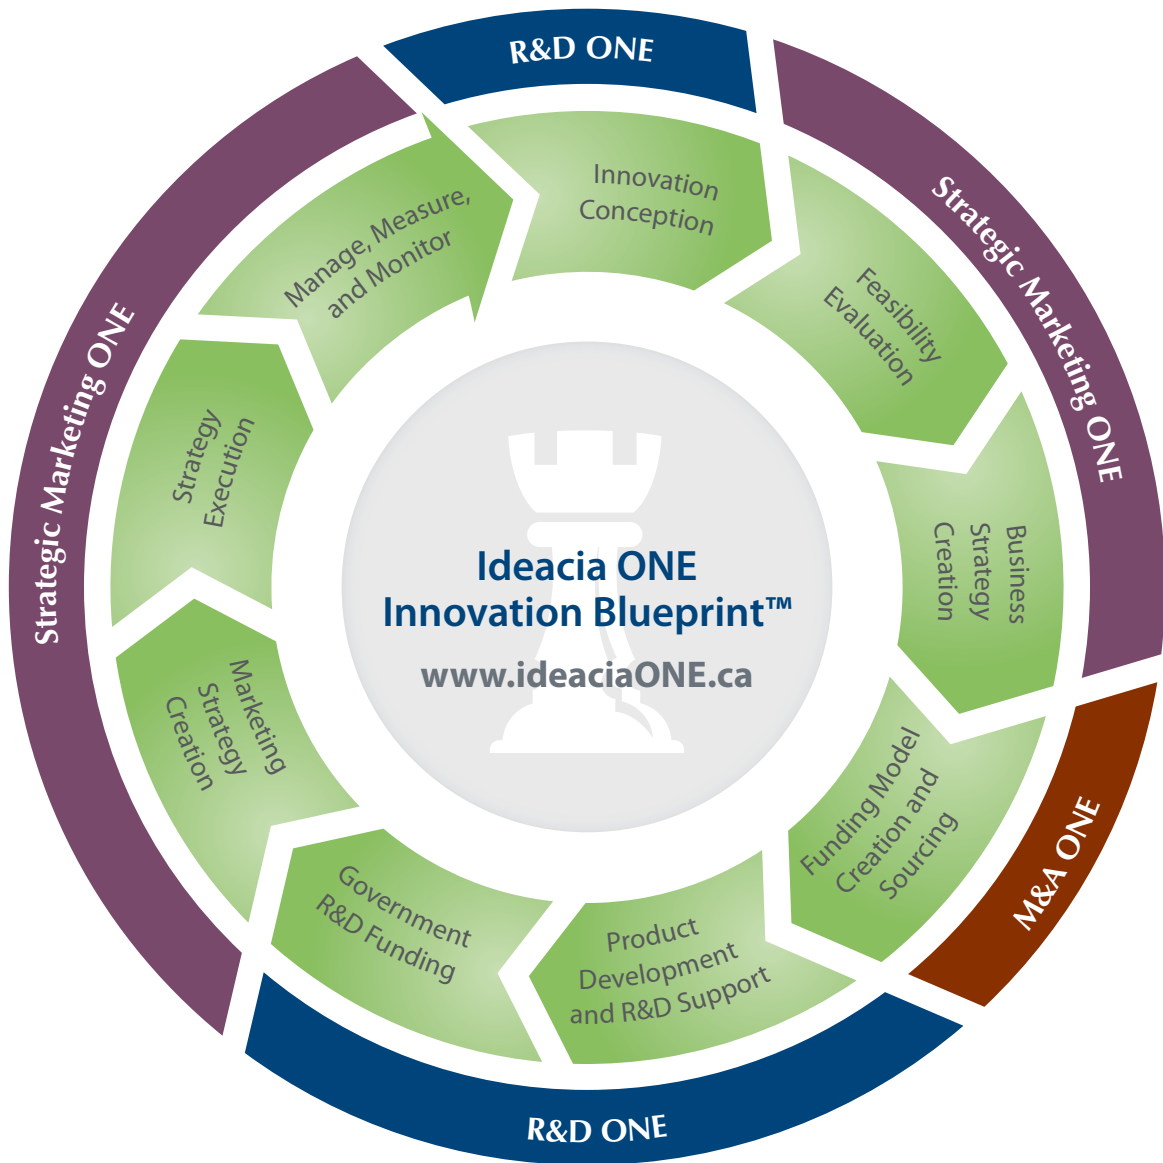 R&D ONE
Strategic Marketing ONE
M&A ONE
R&D ONE
Strategic Marketing ONE
Innovation
Conception
Feasibility
Evaluation
Business
Strategy
Creation
Funding Model
Creation and
Sourcing
Product
Development
and R&D Support
Government
R&D Funding
Marketing
Strategy
Creation
Strategy
Execution
Manage, Measure,
and Monitor
Ideacia ONE
Innovation Blueprint™
www.ideaciaONE.ca